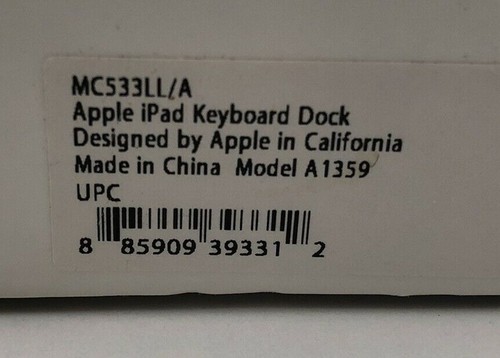 MC533LL/A
Apple iPad Keyboard Dock
Designed by Apple in California
Made in China Model A1359
UPC
8 85909 39331 2